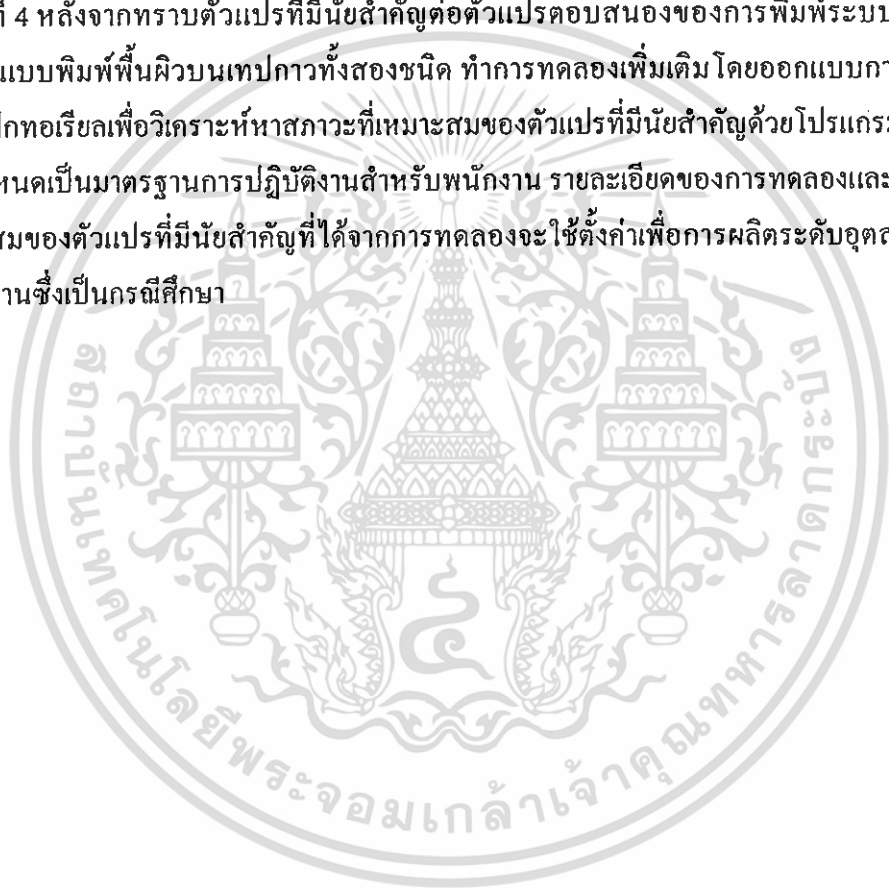 ที่ 4 หลังจากทราบตัวแปรที่มีนัยสำคัญต่อตัวแปรตอบสนองของการพิมพ์ระบบ
นแบบพิมพ์พื้นผิวบนเทปกาวทั้งสองชนิด ทำการทดลองเพิ่มเติมโดยออกแบบกา
ปีกทอเรียลเพื่อวิเคราะห์หาสภาวะที่เหมาะสมของตัวแปรที่มีนัยสำคัญด้วยโปรแกร
หนดเป็นมาตรฐานการปฏิบัติงานสำหรับพนักงาน รายละเอียดของการทดลองและ
สมของตัวแปรที่มีนัยสำคัญที่ได้จากการทดลองจะใช้ตั้งค่าเพื่อการผลิตระดับอุตส
านซึ่งเป็นกรณีศึกษา
สถาบันเทคโนโลยีพระจอมเกล้าเจ้าคุณทหารลาดกระบัง